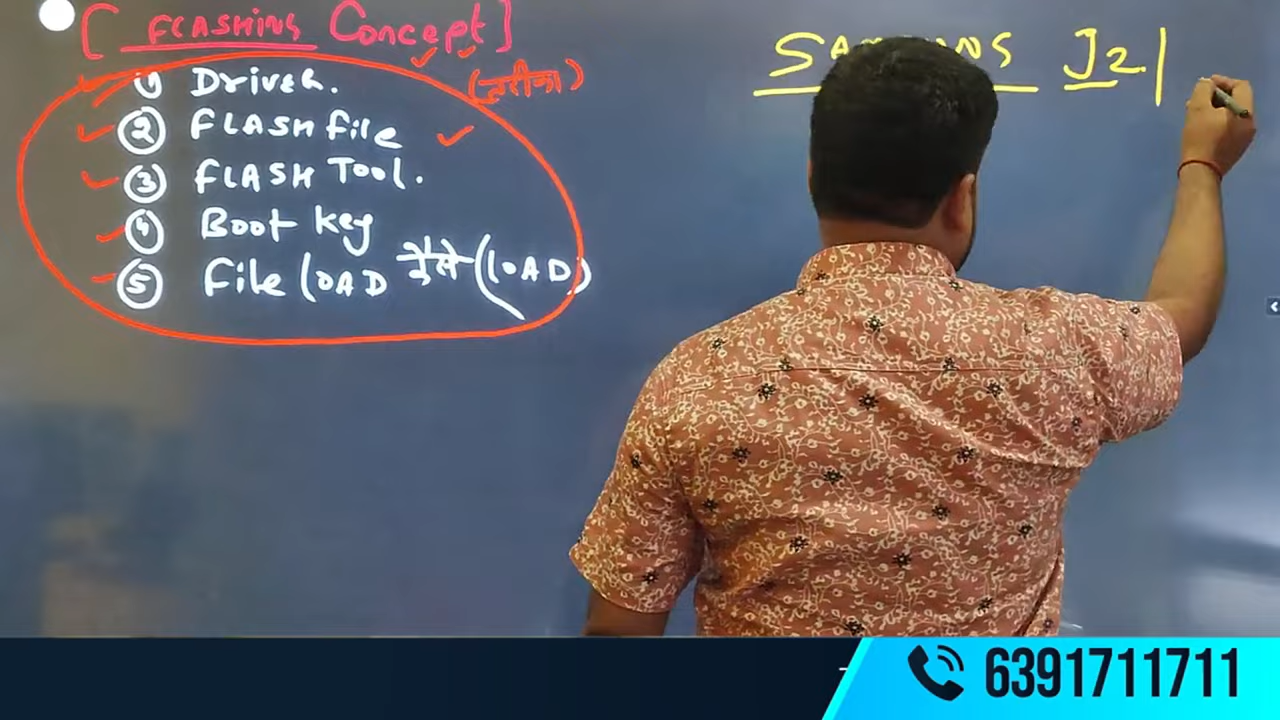 [ FLASHING Concept ]
(तरीका)
1 Driver.
② FLASH file
③ FLASH Tool.
④ Boot key
⑤ file LOAD कैसे (LOAD)
J2 |
6391711711